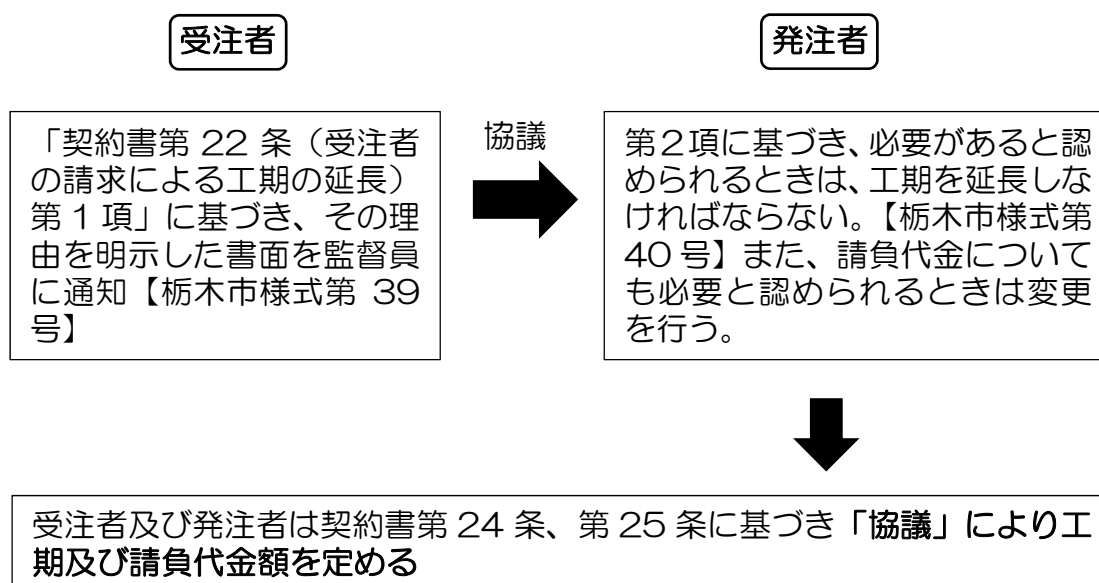 受注者
発注者
「契約書第 22 条（受注者
の請求による工期の延長）
第 1 項」に基づき、その理
由を明示した書面を監督員
に通知【栃木市様式第 39
号】
協議
第２項に基づき、必要があると認
められるときは、工期を延長しな
ければならない。【栃木市様式第
40 号】また、請負代金について
も必要と認められるときは変更
を行う。
受注者及び発注者は契約書第 24 条、第 25 条に基づき「協議」により工
期及び請負代金額を定める